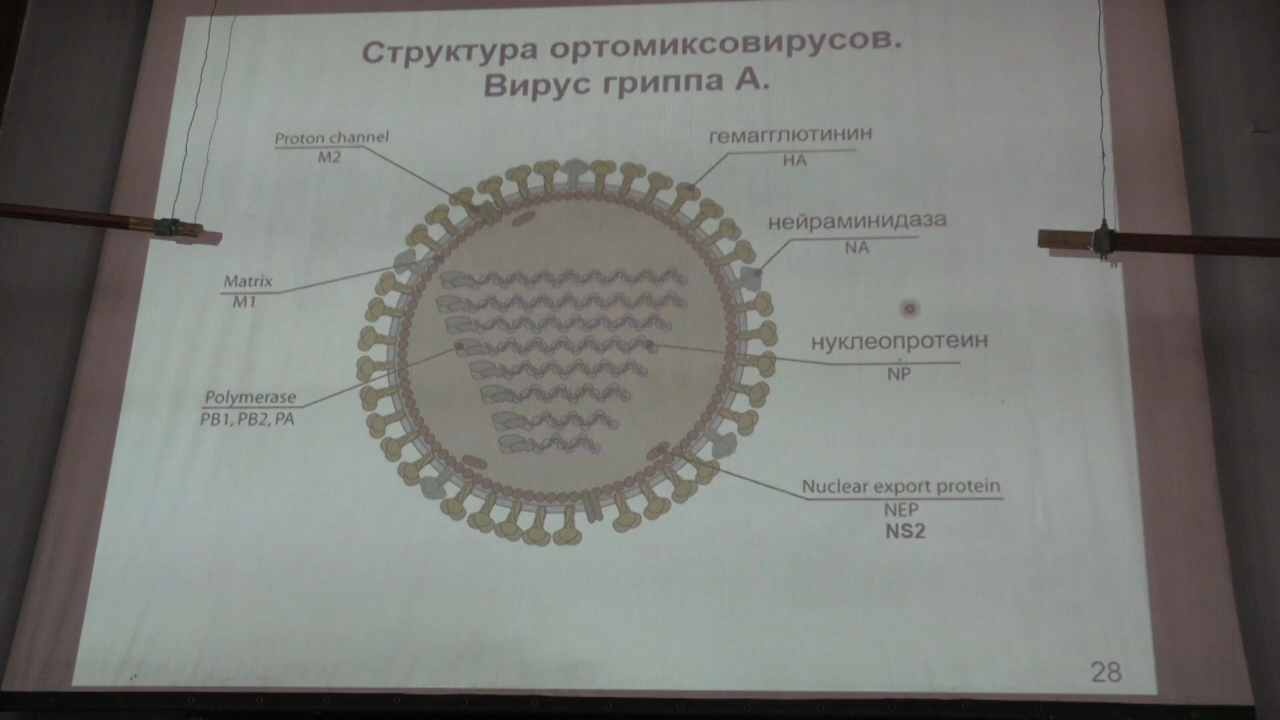 Структура ортомиксовирусов.
Вирус гриппа А.
Proton channel
M2
гемагглютинин
HA
нейраминидаза
NA
Matrix
M1
нуклеопротеин
NP
Polymerase
PB1, PB2, PA
Nuclear export protein
NEP
NS2
28